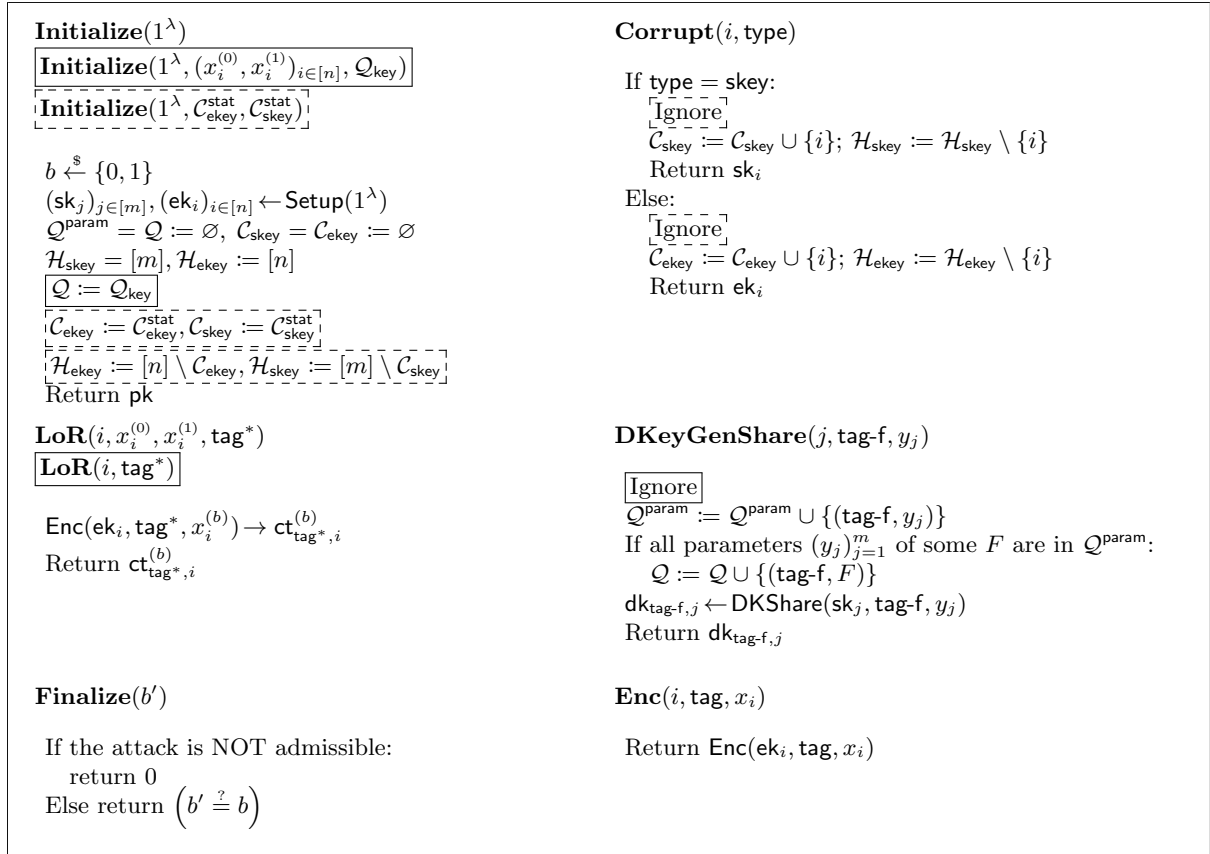 **Initialize**(1^λ)
**Initialize**(1^λ, (x_i^{(0)}, x_i^{(1)})_{i∈[n]}, 𝒬_key)
**Initialize**(1^λ, 𝒞_ekey^stat, 𝒞_skey^stat)
b ←^$ {0, 1}
(sk_j)_{j∈[m]}, (ek_i)_{i∈[n]} ← Setup(1^λ)
𝒬^param = 𝒬 := ∅, 𝒞_skey = 𝒞_ekey := ∅
ℋ_skey = [m], ℋ_ekey := [n]
𝒬 := 𝒬_key
𝒞_ekey := 𝒞_ekey^stat, 𝒞_skey := 𝒞_skey^stat
ℋ_ekey := [n] \ 𝒞_ekey, ℋ_skey := [m] \ 𝒞_skey
Return pk
**Corrupt**(i, type)
If type = skey:
Ignore
𝒞_skey := 𝒞_skey ∪ {i}; ℋ_skey := ℋ_skey \ {i}
Return sk_i
Else:
Ignore
𝒞_ekey := 𝒞_ekey ∪ {i}; ℋ_ekey := ℋ_ekey \ {i}
Return ek_i
**LoR**(i, x_i^{(0)}, x_i^{(1)}, tag*)
**LoR**(i, tag*)
Enc(ek_i, tag*, x_i^{(b)}) → ct_{tag*,i}^{(b)}
Return ct_{tag*,i}^{(b)}
**DKeyGenShare**(j, tag-f, y_j)
Ignore
𝒬^param := 𝒬^param ∪ {(tag-f, y_j)}
If all parameters (y_j)_{j=1}^m of some F are in 𝒬^param:
𝒬 := 𝒬 ∪ {(tag-f, F)}
dk_{tag-f,j} ← DKShare(sk_j, tag-f, y_j)
Return dk_{tag-f,j}
**Finalize**(b′)
If the attack is NOT admissible:
return 0
Else return (b′ ≟ b)
**Enc**(i, tag, x_i)
Return Enc(ek_i, tag, x_i)